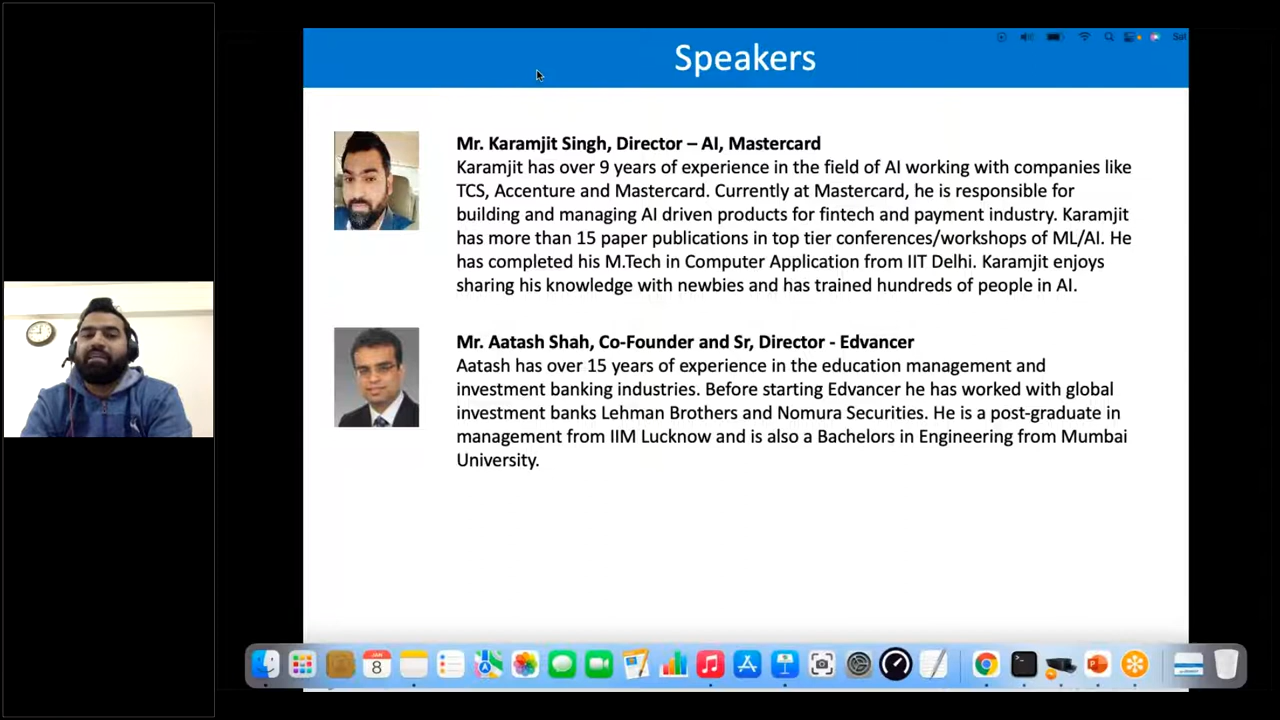 Speakers
Sat
Mr. Karamjit Singh, Director – AI, Mastercard
Karamjit has over 9 years of experience in the field of AI working with companies like
TCS, Accenture and Mastercard. Currently at Mastercard, he is responsible for
building and managing AI driven products for fintech and payment industry. Karamjit
has more than 15 paper publications in top tier conferences/workshops of ML/AI. He
has completed his M.Tech in Computer Application from IIT Delhi. Karamjit enjoys
sharing his knowledge with newbies and has trained hundreds of people in AI.
Mr. Aatash Shah, Co-Founder and Sr, Director - Edvancer
Aatash has over 15 years of experience in the education management and
investment banking industries. Before starting Edvancer he has worked with global
investment banks Lehman Brothers and Nomura Securities. He is a post-graduate in
management from IIM Lucknow and is also a Bachelors in Engineering from Mumbai
University.
JAN
8